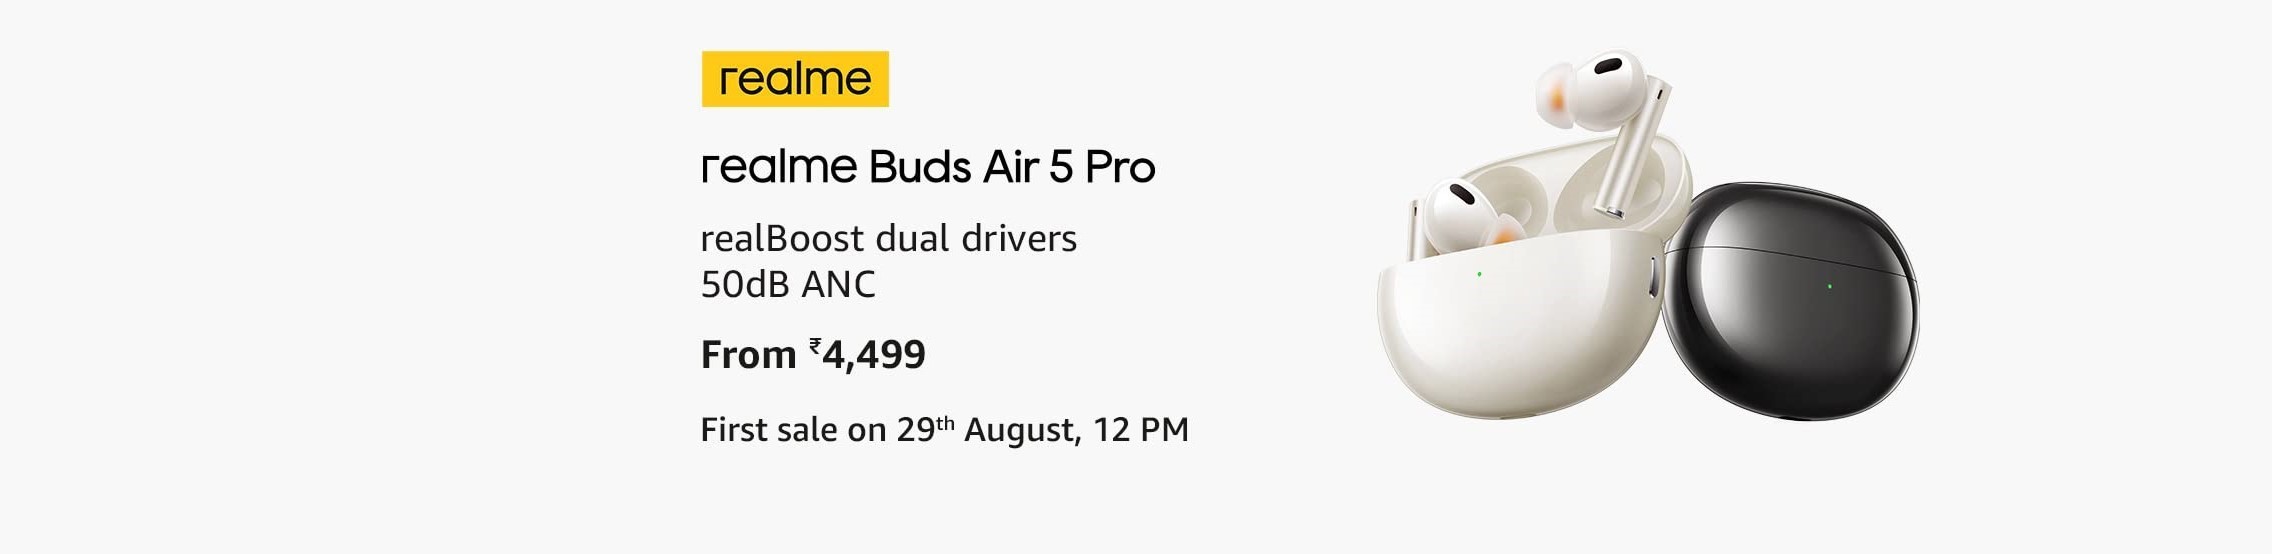 realme
realme Buds Air 5 Pro
realBoost dual drivers
50dB ANC
From ₹4,499
First sale on 29th August, 12 PM